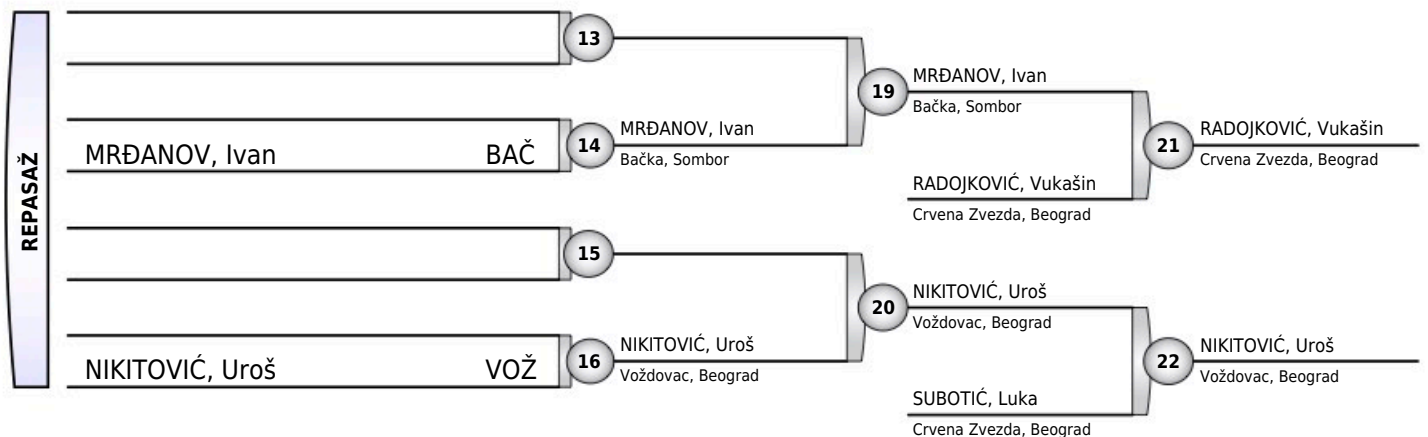 REPASAŽ
13
MRĐANOV, Ivan BAČ
14
MRĐANOV, Ivan
Bačka, Sombor
19
MRĐANOV, Ivan
Bačka, Sombor
RADOJKOVIĆ, Vukašin
Crvena Zvezda, Beograd
21
RADOJKOVIĆ, Vukašin
Crvena Zvezda, Beograd
15
NIKITOVIĆ, Uroš VOŽ
16
NIKITOVIĆ, Uroš
Voždovac, Beograd
20
NIKITOVIĆ, Uroš
Voždovac, Beograd
SUBOTIĆ, Luka
Crvena Zvezda, Beograd
22
NIKITOVIĆ, Uroš
Voždovac, Beograd